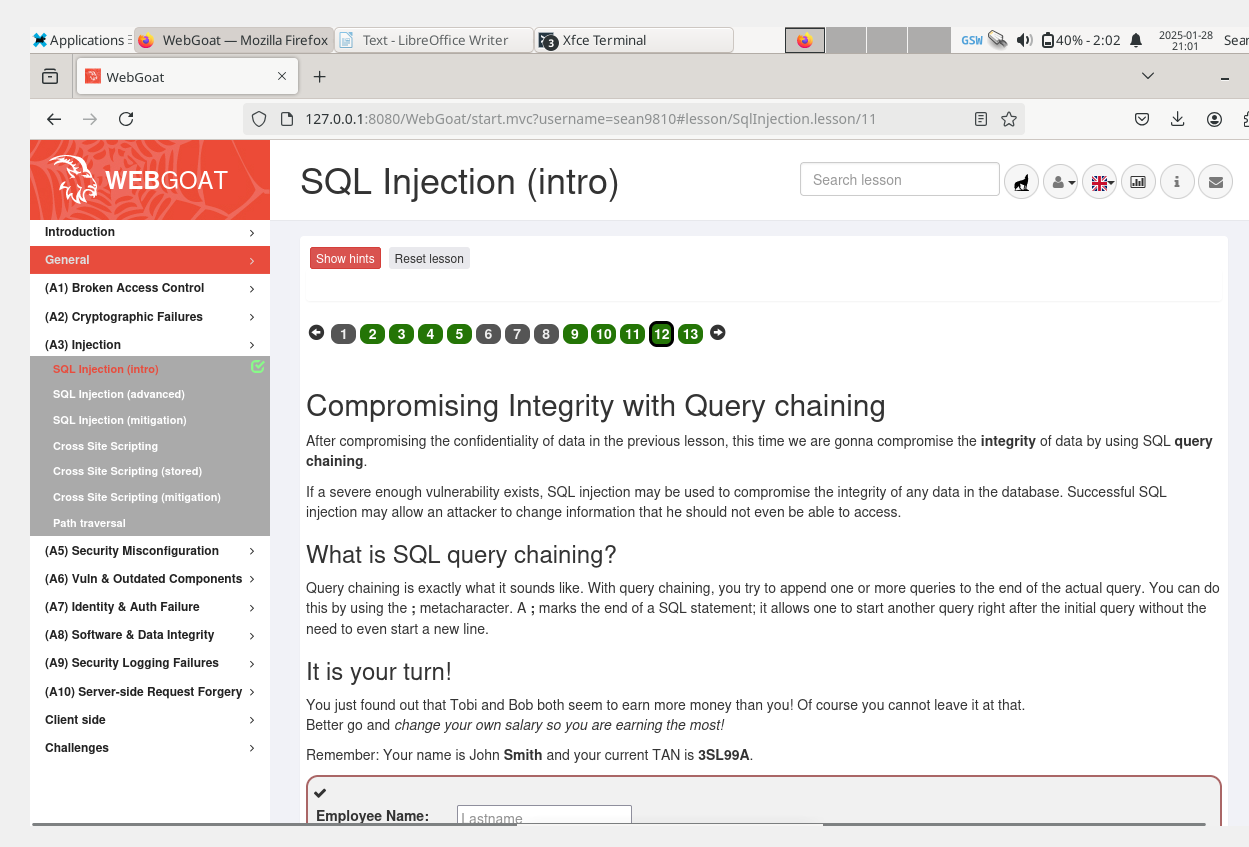 Applications WebGoat — Mozilla Firefox Text - LibreOffice Writer 3 Xfce Terminal GSW 40% - 2:02 2025-01-28 21:01
WebGoat
127.0.0.1:8080/WebGoat/start.mvc?username=sean9810#lesson/SqlInjection.lesson/11
WEBGOAT
SQL Injection (intro)
Search lesson
Introduction
General
(A1) Broken Access Control
(A2) Cryptographic Failures
(A3) Injection
SQL Injection (intro)
SQL Injection (advanced)
SQL Injection (mitigation)
Cross Site Scripting
Cross Site Scripting (stored)
Cross Site Scripting (mitigation)
Path traversal
(A5) Security Misconfiguration
(A6) Vuln & Outdated Components
(A7) Identity & Auth Failure
(A8) Software & Data Integrity
(A9) Security Logging Failures
(A10) Server-side Request Forgery
Client side
Challenges
Show hints Reset lesson
1 2 3 4 5 6 7 8 9 10 11 12 13
Compromising Integrity with Query chaining
After compromising the confidentiality of data in the previous lesson, this time we are gonna compromise the integrity of data by using SQL query
chaining.
If a severe enough vulnerability exists, SQL injection may be used to compromise the integrity of any data in the database. Successful SQL
injection may allow an attacker to change information that he should not even be able to access.
What is SQL query chaining?
Query chaining is exactly what it sounds like. With query chaining, you try to append one or more queries to the end of the actual query. You can do
this by using the ; metacharacter. A ; marks the end of a SQL statement; it allows one to start another query right after the initial query without the
need to even start a new line.
It is your turn!
You just found out that Tobi and Bob both seem to earn more money than you! Of course you cannot leave it at that.
Better go and change your own salary so you are earning the most!
Remember: Your name is John Smith and your current TAN is 3SL99A.
Employee Name: Lastname